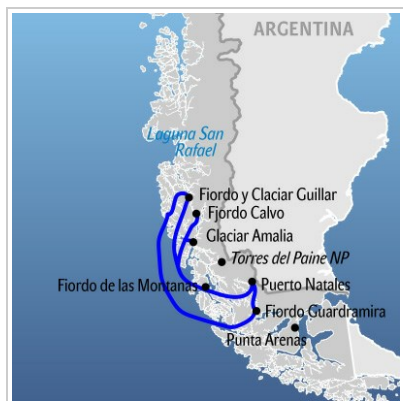 ARGENTINA
Laguna San
Rafael
Fiordo y Claciar Guillar
Fjordo Calvo
Glaciar Amalia
Torres del Paine NP
Fiordo de las Montanas
Puerto Natales
Fiordo Guardramira
Punta Arenas